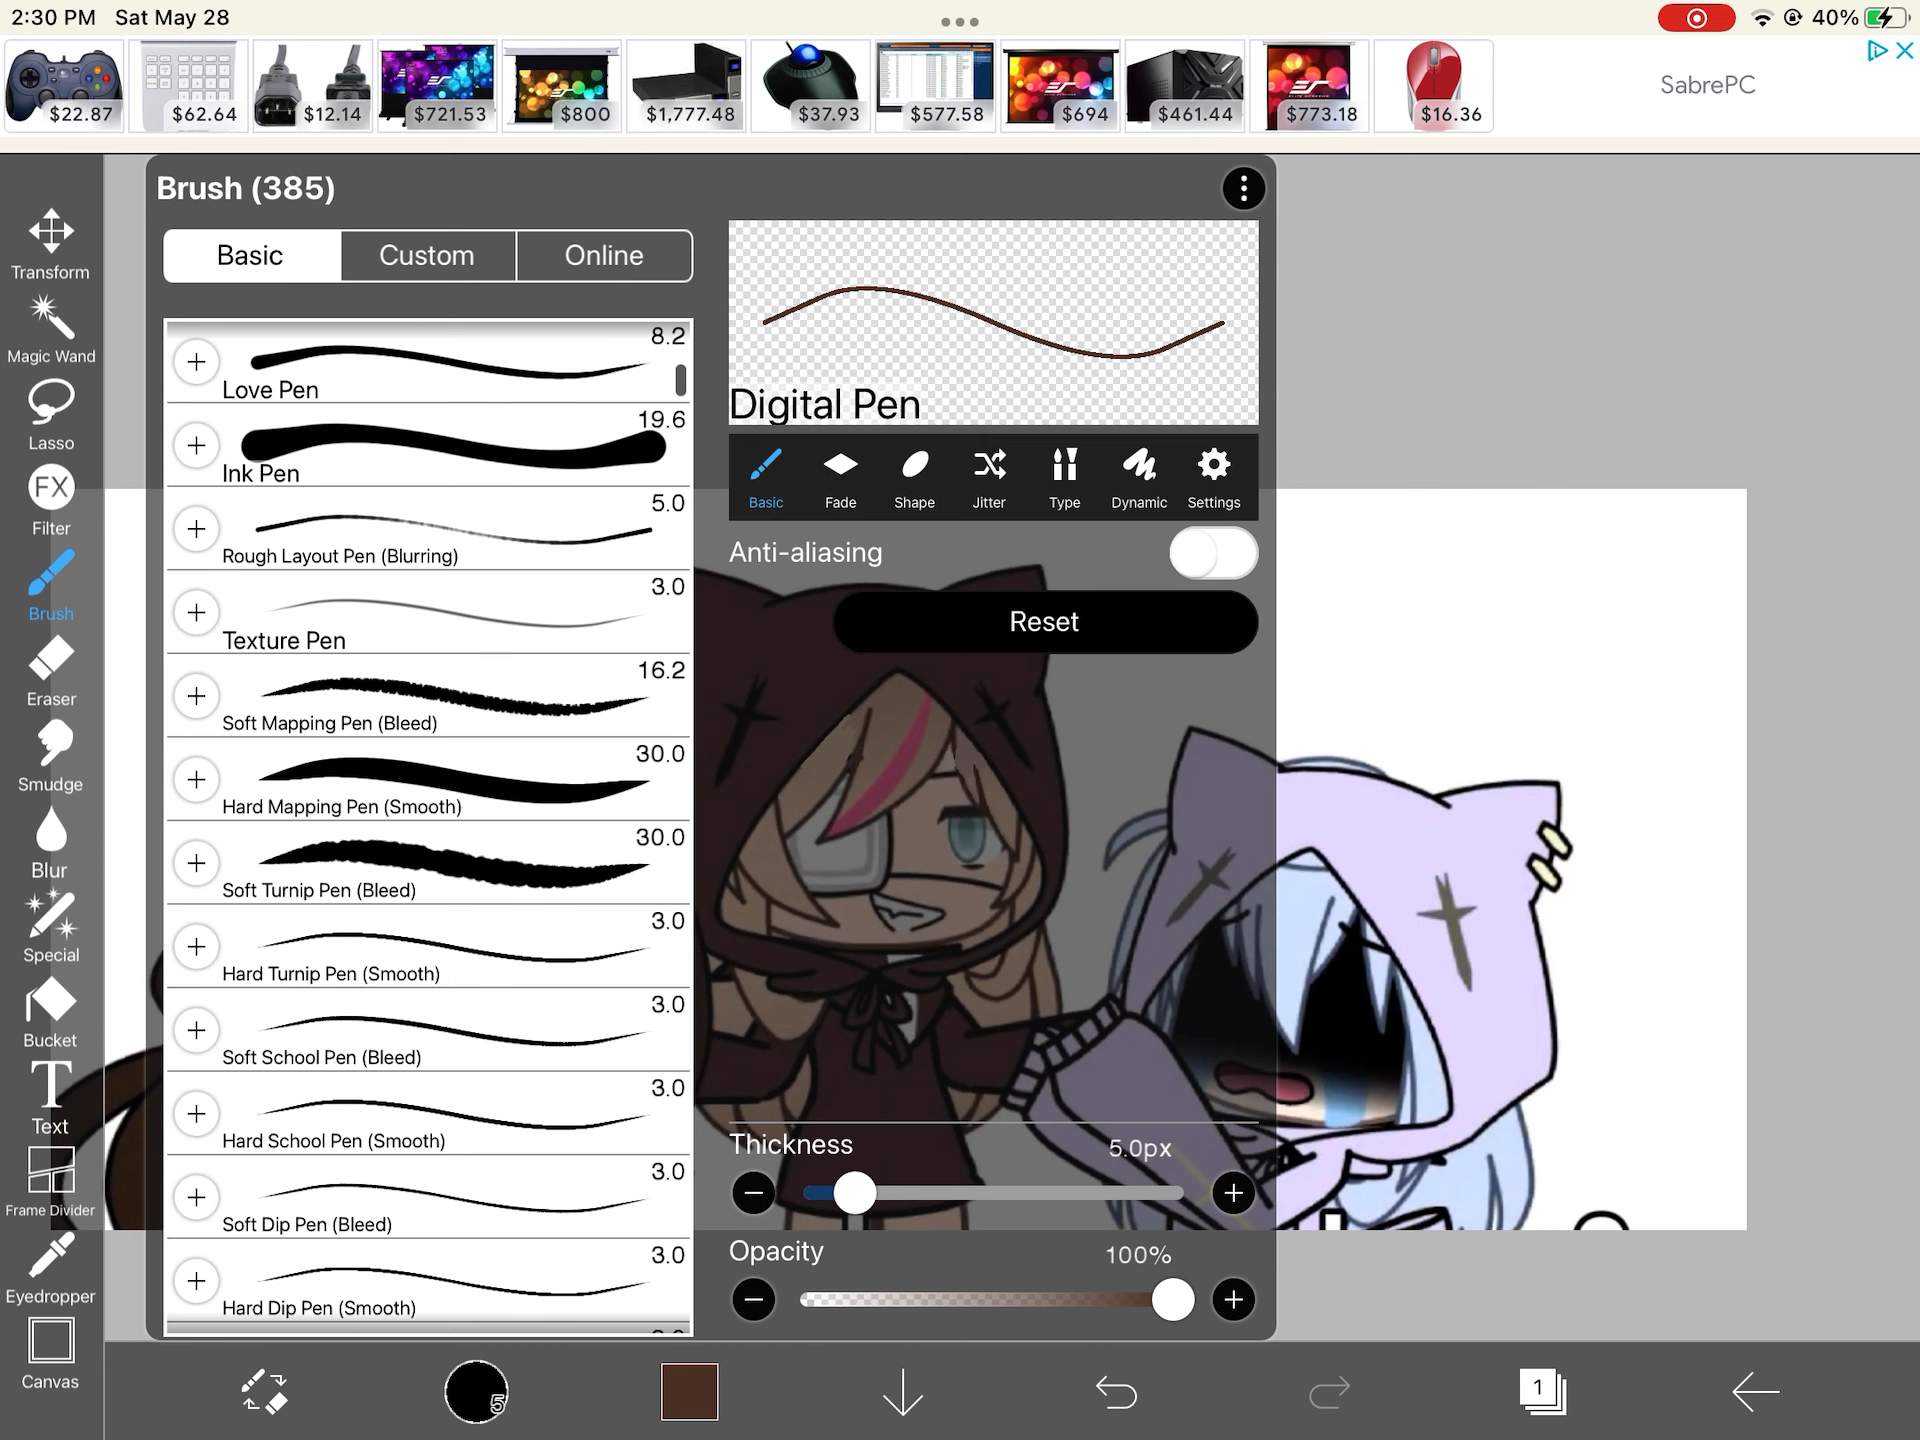 2:30 PM Sat May 28
40%
$22.87
$62.64
$12.14
$721.53
$800
$1,777.48
$37.93
$577.58
$694
$461.44
$773.18
$16.36
SabrePC
Brush (385)
Basic
Custom
Online
8.2
Love Pen
19.6
Ink Pen
5.0
Rough Layout Pen (Blurring)
3.0
Texture Pen
16.2
Soft Mapping Pen (Bleed)
30.0
Hard Mapping Pen (Smooth)
30.0
Soft Turnip Pen (Bleed)
3.0
Hard Turnip Pen (Smooth)
3.0
Soft School Pen (Bleed)
3.0
Hard School Pen (Smooth)
3.0
Soft Dip Pen (Bleed)
3.0
Hard Dip Pen (Smooth)
Digital Pen
Basic
Fade
Shape
Jitter
Type
Dynamic
Settings
Anti-aliasing
Reset
Thickness
5.0px
Opacity
100%
Transform
Magic Wand
Lasso
FX
Filter
Brush
Eraser
Smudge
Blur
Special
Bucket
T
Text
Frame Divider
Eyedropper
Canvas
5
1